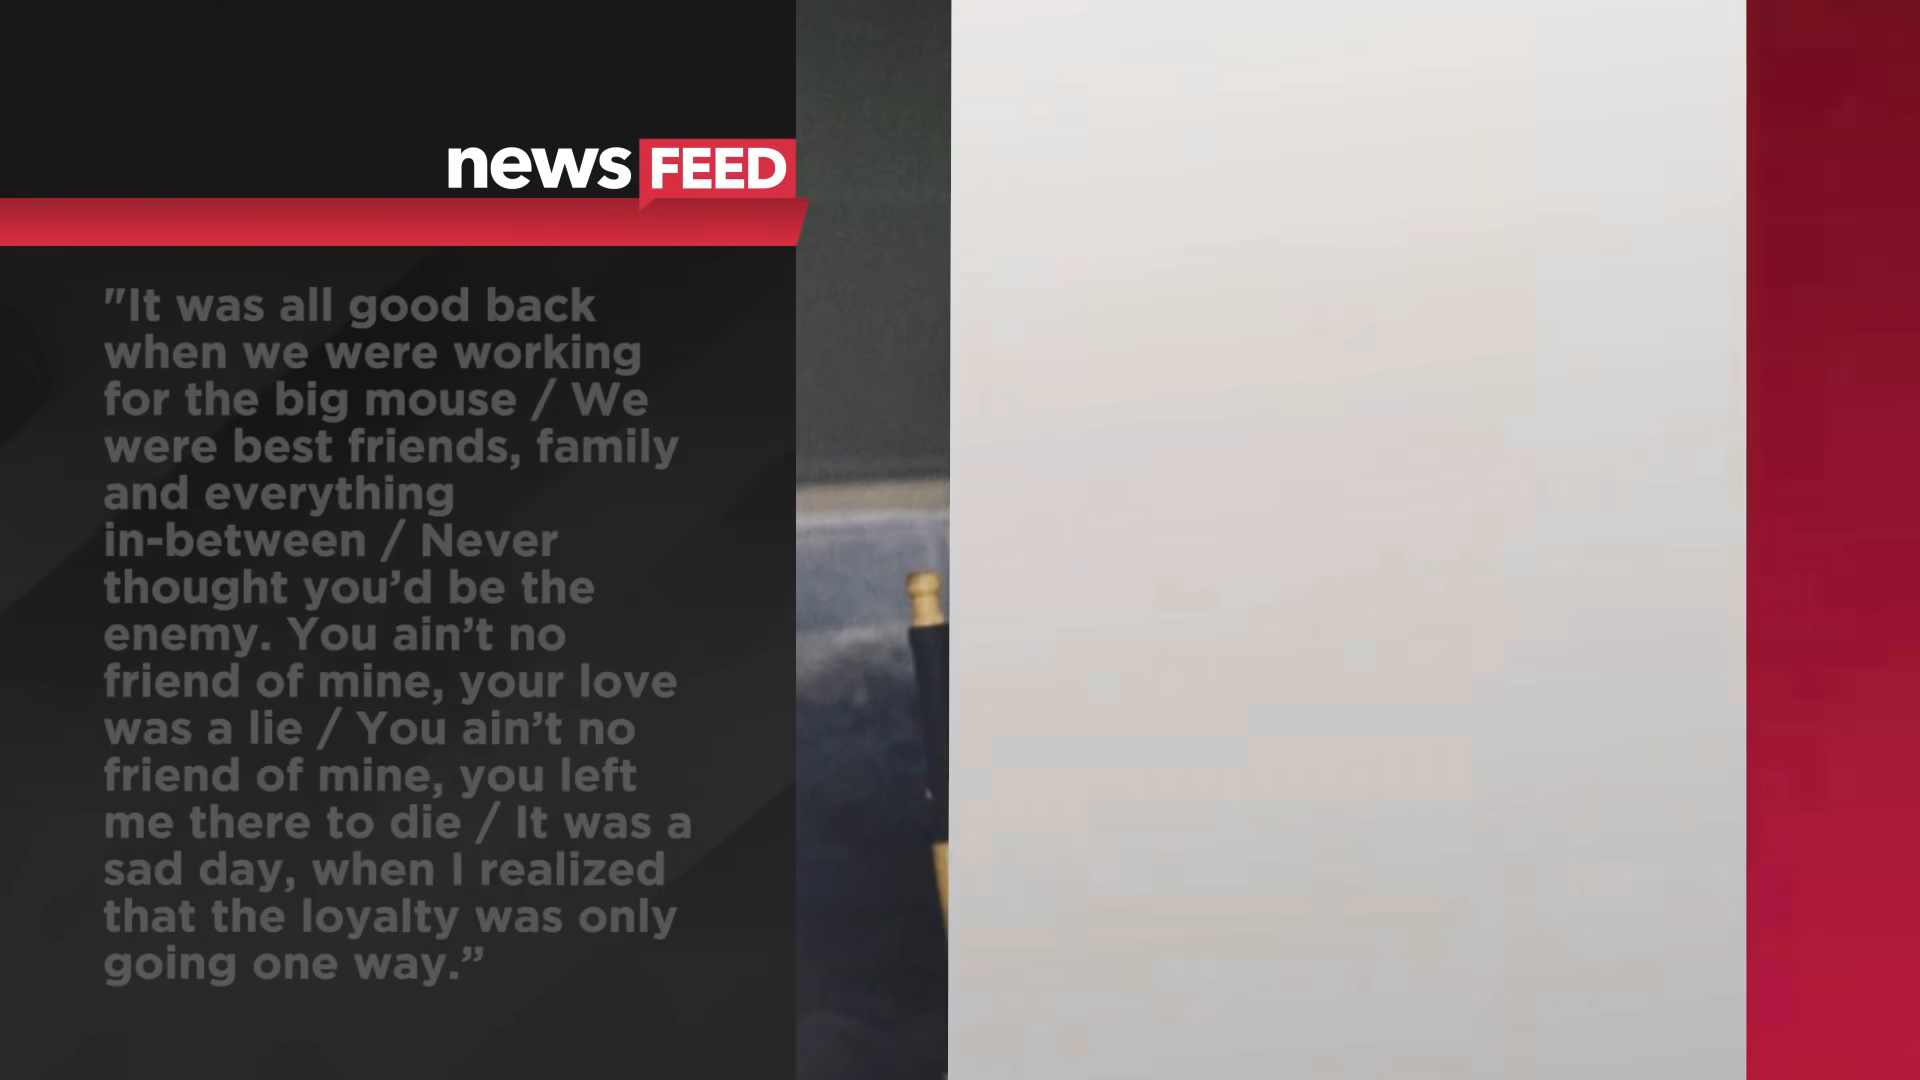 news FEED
"It was all good back
when we were working
for the big mouse / We
were best friends, family
and everything
in-between / Never
thought you’d be the
enemy. You ain’t no
friend of mine, your love
was a lie / You ain’t no
friend of mine, you left
me there to die / It was a
sad day, when I realized
that the loyalty was only
going one way.”